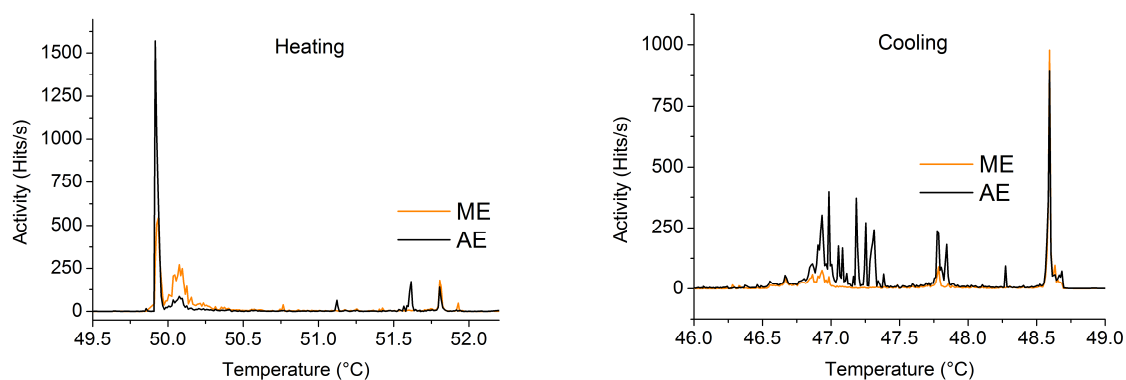 Heating
Activity (Hits/s)
1500
1250
1000
750
500
250
0
ME
AE
49.5 50.0 50.5 51.0 51.5 52.0
Temperature (°C)
Cooling
Activity (Hits/s)
1000
750
500
250
0
ME
AE
46.0 46.5 47.0 47.5 48.0 48.5 49.0
Temperature (°C)